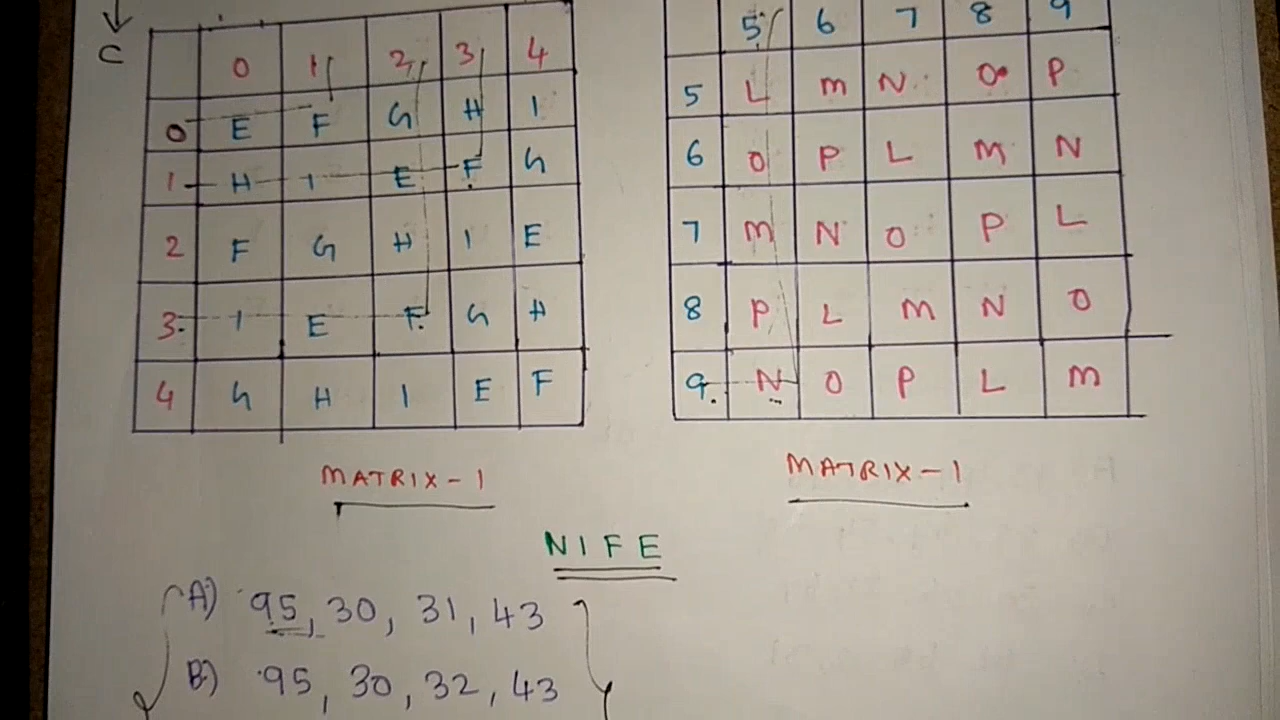 C
0 1 2 3 4
0 E F G H I
1 H I E F G
2 F G H I E
3 I E F G H
4 G H I E F
MATRIX-1
5 6 7 8 9
5 L M N O P
6 O P L M N
7 M N O P L
8 P L M N O
9 N O P L M
MATRIX-1
NIFE
A) 95, 30, 31, 43
B) 95, 30, 32, 43